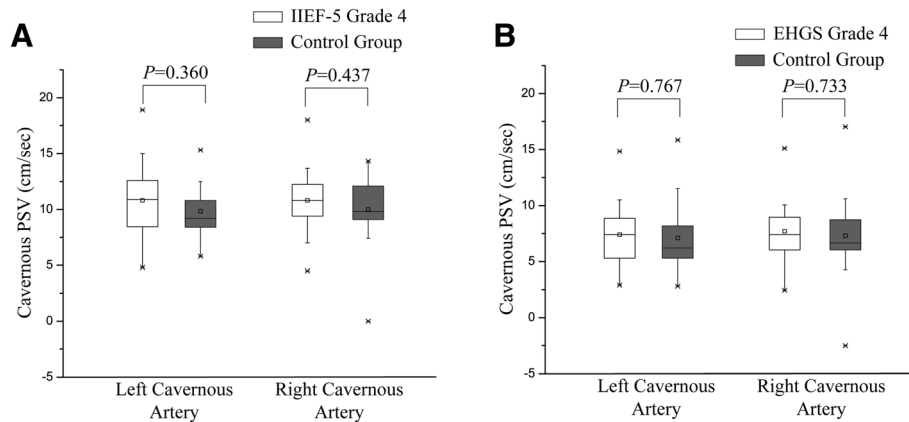 A
IIEF-5 Grade 4
Control Group
P=0.360
P=0.437
Cavernous PSV (cm/sec)
20
15
10
5
0
-5
Left Cavernous
Artery
Right Cavernous
Artery
B
EHGS Grade 4
Control Group
P=0.767
P=0.733
Cavernous PSV (cm/sec)
20
15
10
5
0
-5
Left Cavernous
Artery
Right Cavernous
Artery